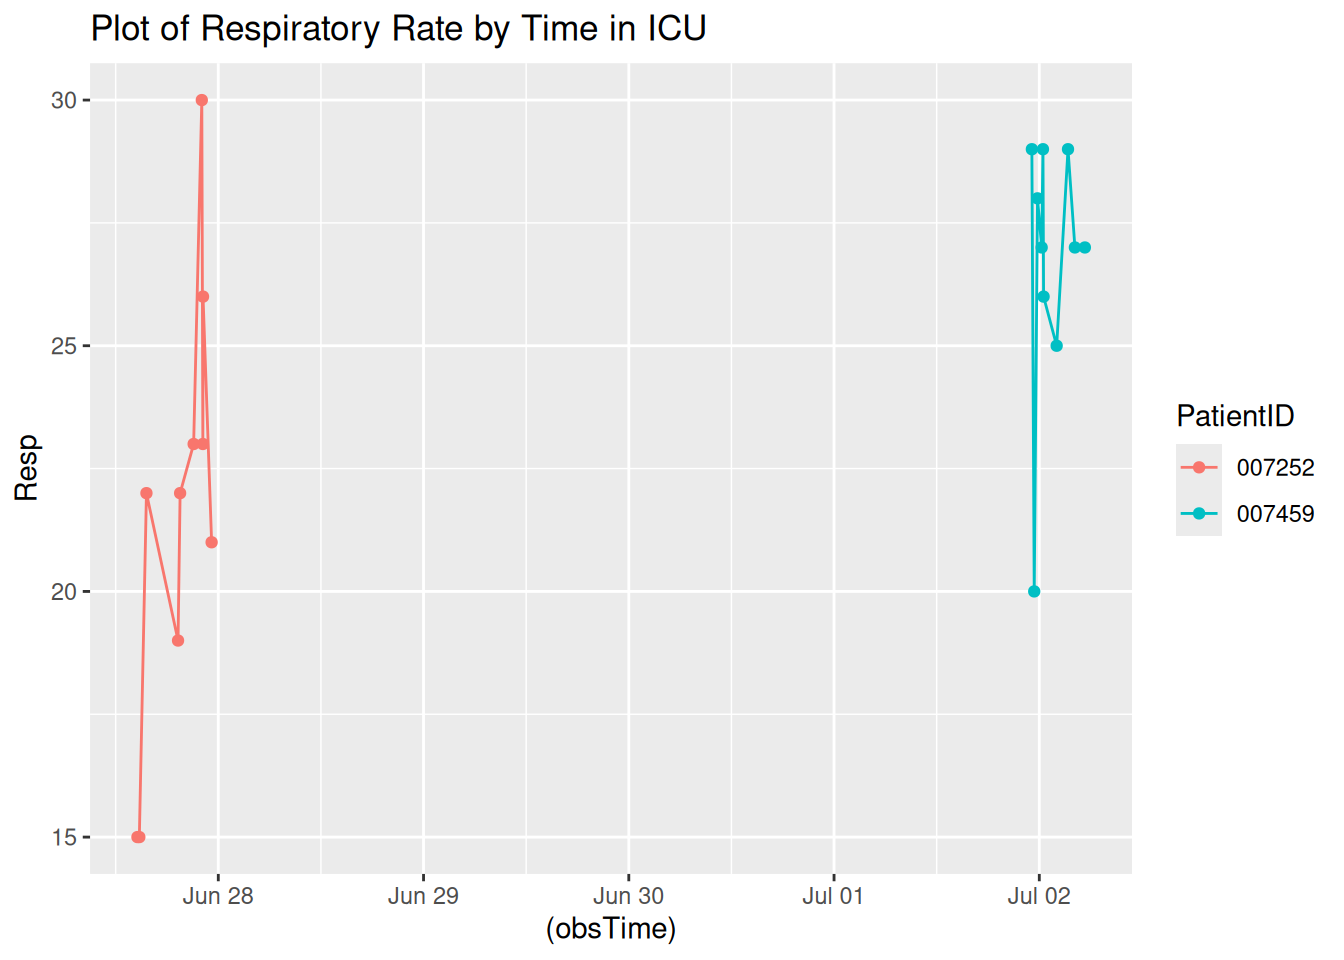 Plot of Respiratory Rate by Time in ICU
30
25
20
15
Resp
Jun 28 Jun 29 Jun 30 Jul 01 Jul 02
(obsTime)
PatientID
007252
007459